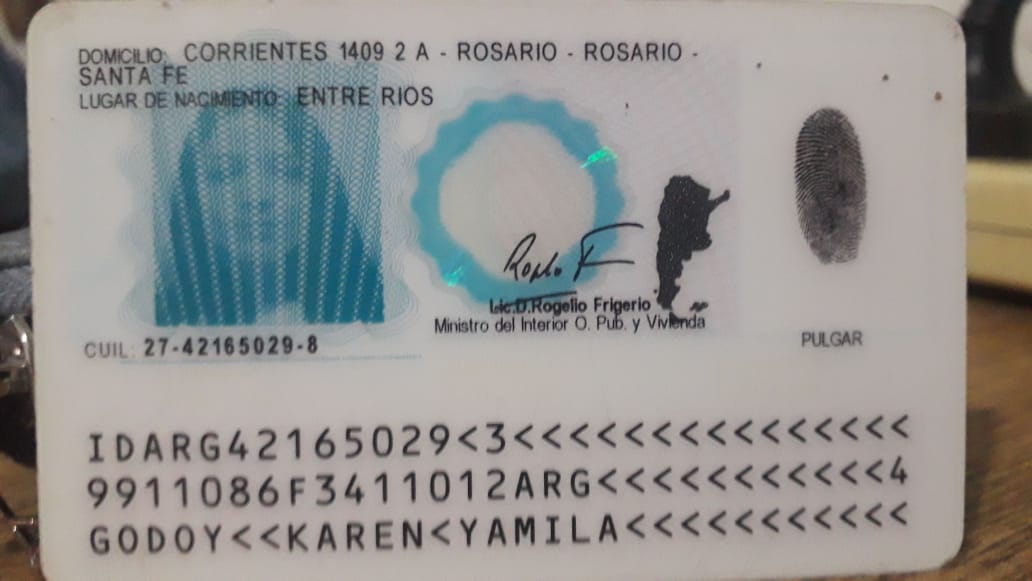 DOMICILIO: CORRIENTES 1409 2 A - ROSARIO - ROSARIO -
SANTA FE
LUGAR DE NACIMIENTO: ENTRE RIOS
Lic.D.Rogelio Frigerio
Ministro del Interior O. Pub. y Vivienda
PULGAR
CUIL: 27-42165029-8
IDARG42165029<3<<<<<<<<<<<<<<<
9911086F3411012ARG<<<<<<<<<<<4
GODOY<<KAREN<YAMILA<<<<<<<<<<<